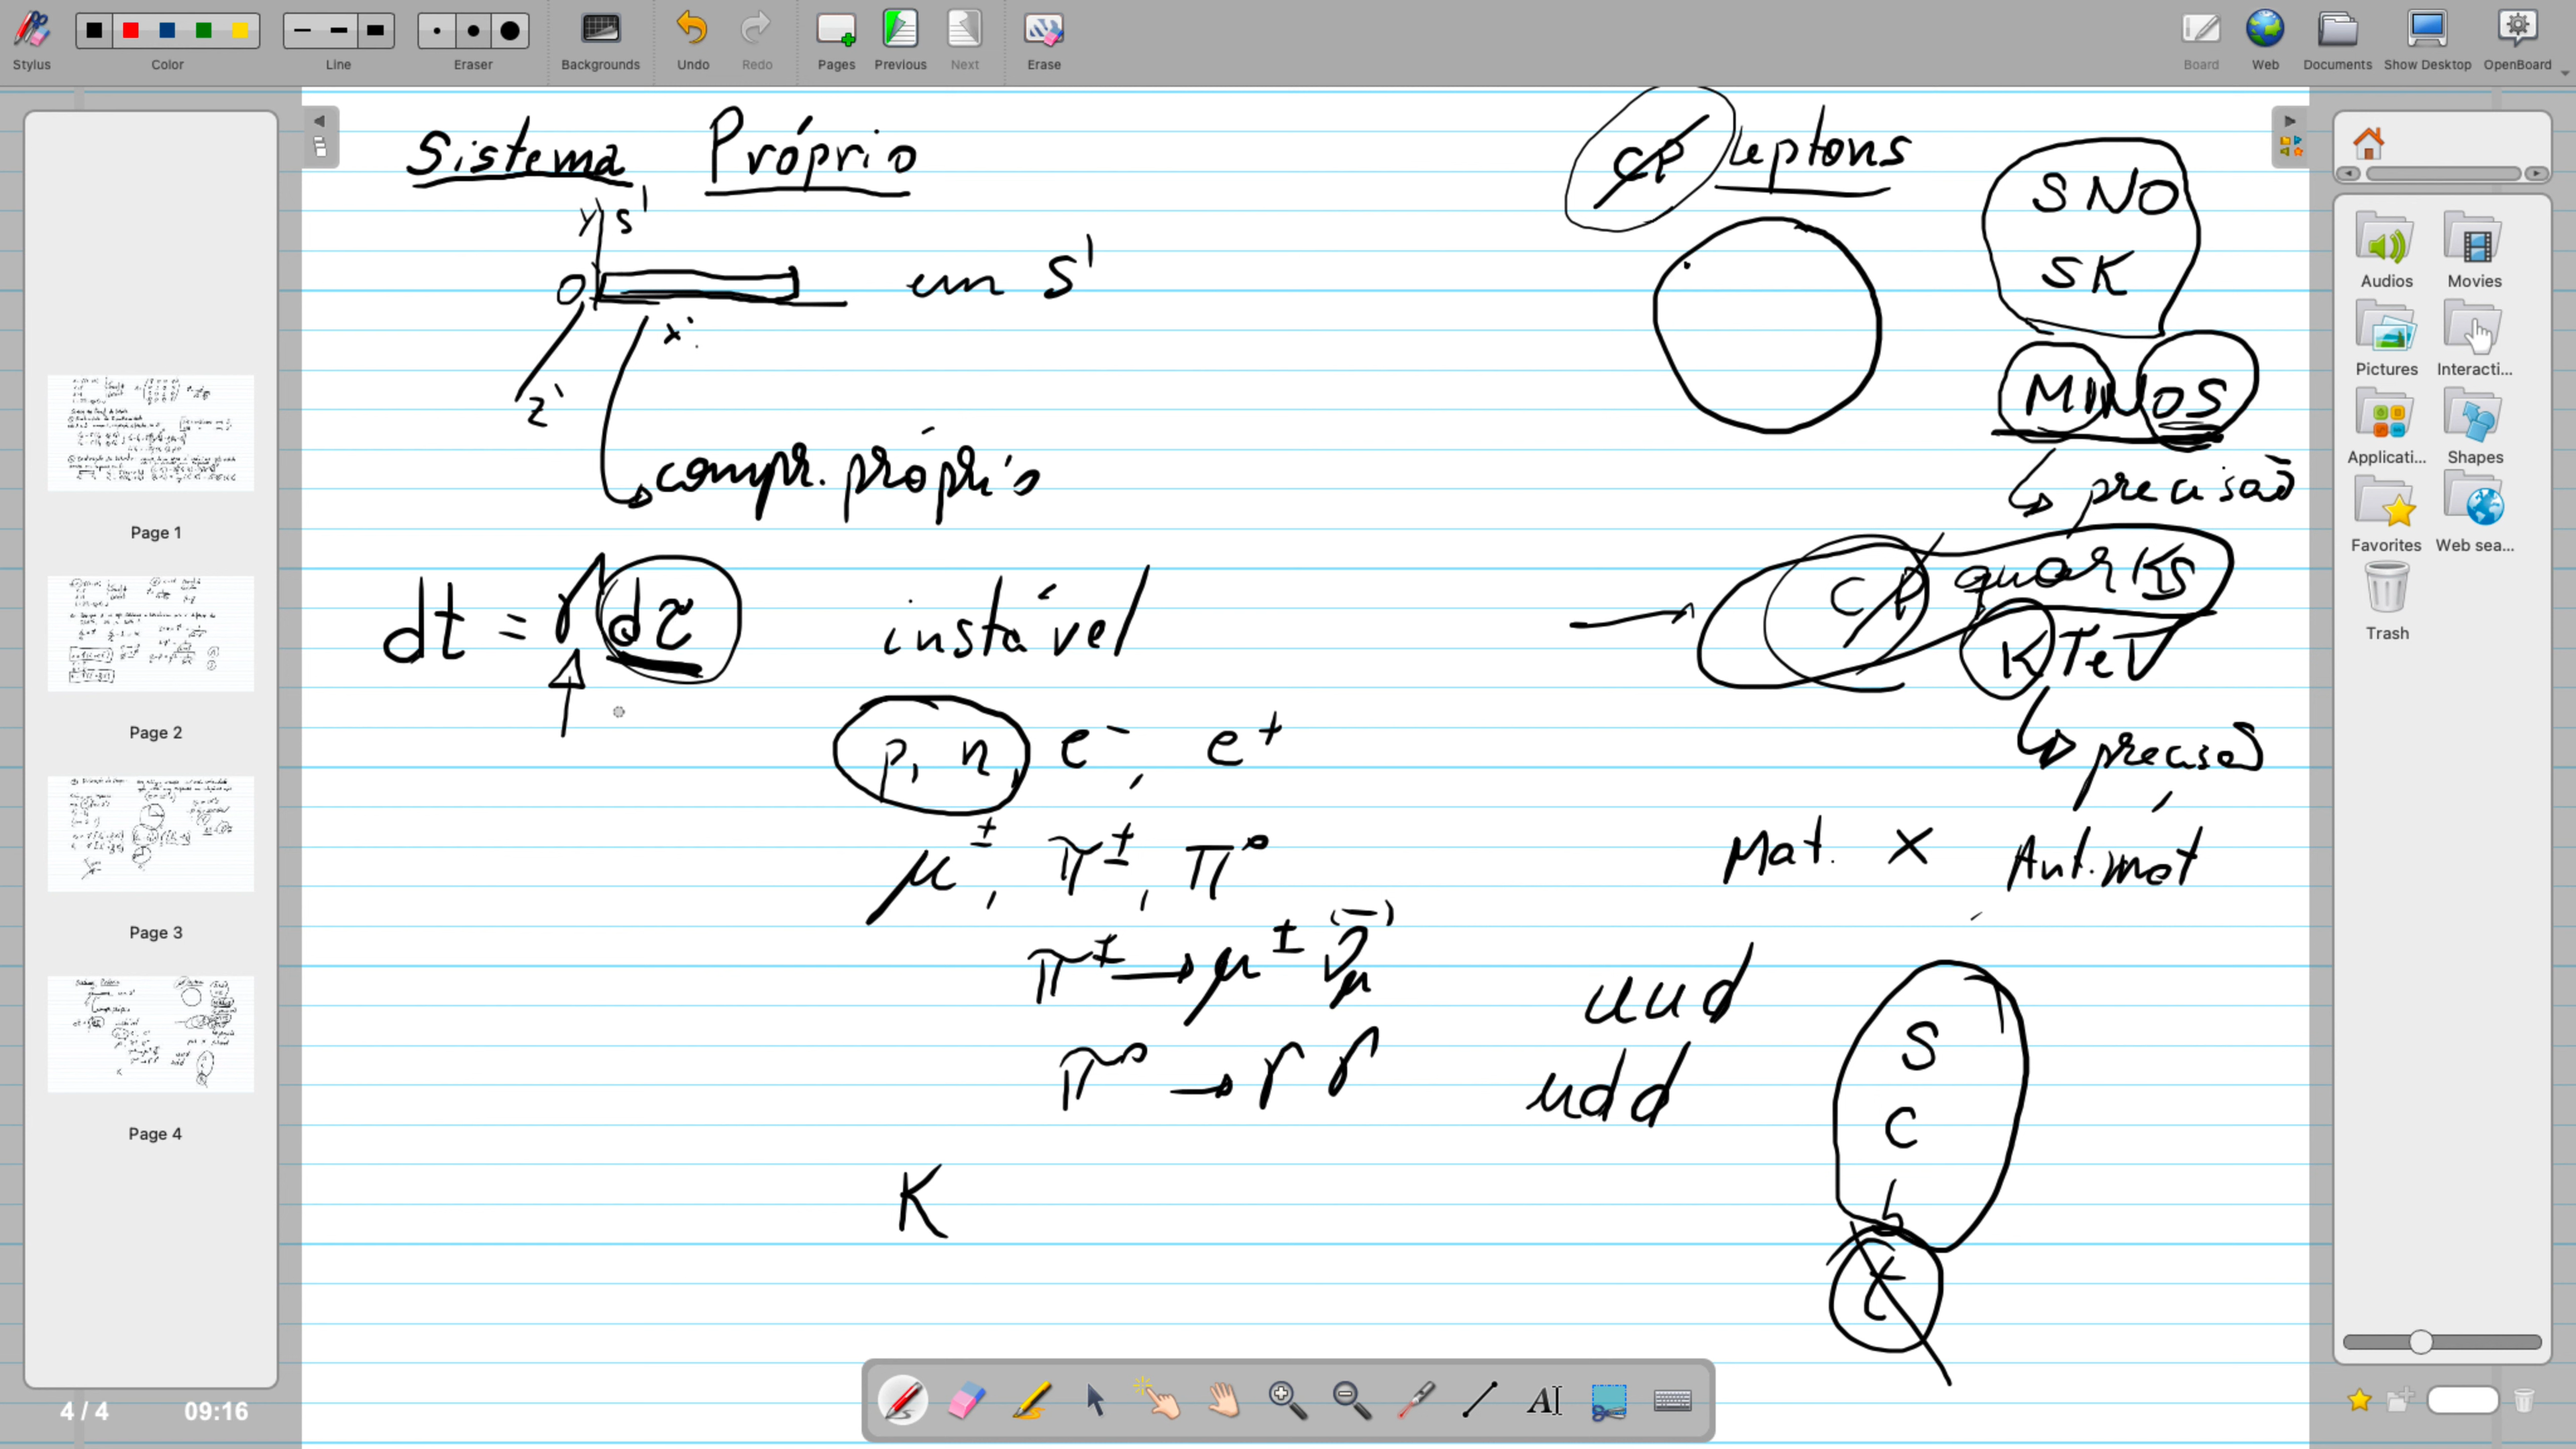 Stylus
Color
Line
Eraser
Backgrounds
Undo
Redo
Pages
Previous
Next
Erase
Board
Web
Documents
Show Desktop
OpenBoard
Page 1
Page 2
Page 3
Page 4
4 / 4 09:16
Sistema Próprio
y S'
O
x'
z'
em S'
compr. próprio
dt = γ dτ instável
p, n, e⁻, e⁺
μ±, π±, π⁰
π± → μ± (ν̄)μ
π⁰ → γ γ
K
CP Leptons
SNO
SK
MINOS
↳ precisão
→ CP quarks
KTeV
↳ precisão
Mat. X Antimat
uud
udd
s
c
b
t
Audios
Movies
Pictures
Interacti...
Applicati...
Shapes
Favorites
Web sea...
Trash